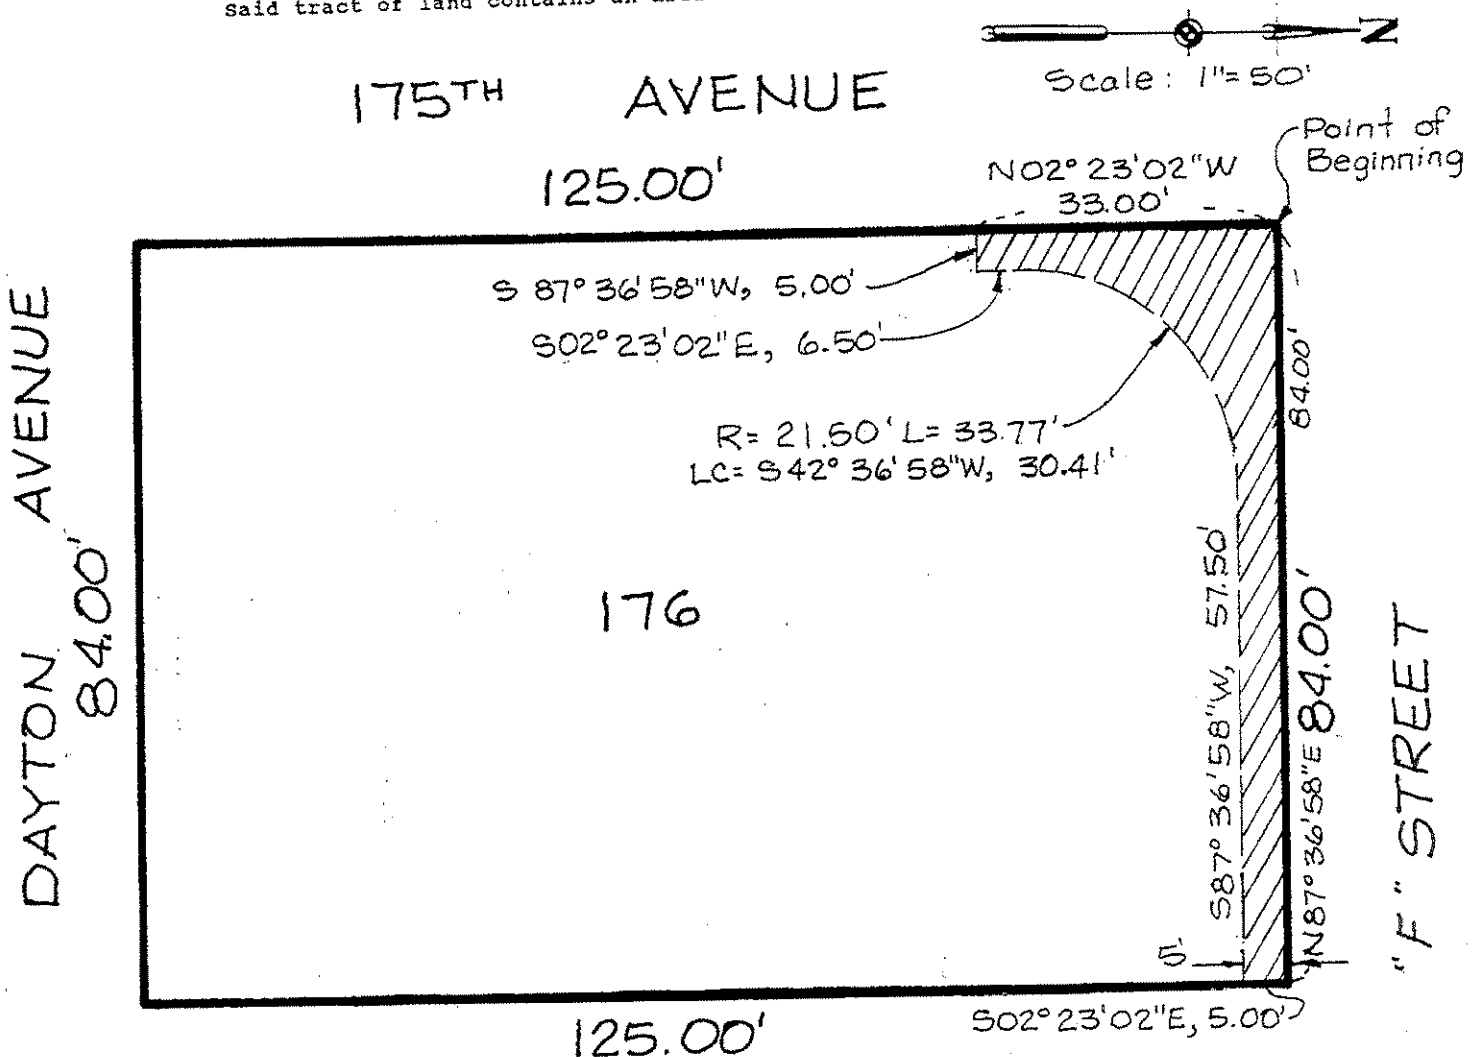 said tract of land contains an
N
Scale: 1"=50'
175TH AVENUE
Point of
Beginning
125.00'
N02°23'02"W
33.00'
S 87°36'58"W, 5.00'
S02°23'02"E, 6.50'
84.00'
R= 21.50' L= 33.77'
LC= S42°36'58"W, 30.41'
DAYTON AVENUE
84.00'
176
S87°36'58"W, 57.50'
N87°36'58"E 84.00'
"F" STREET
5'
S02°23'02"E, 5.00'
125.00'